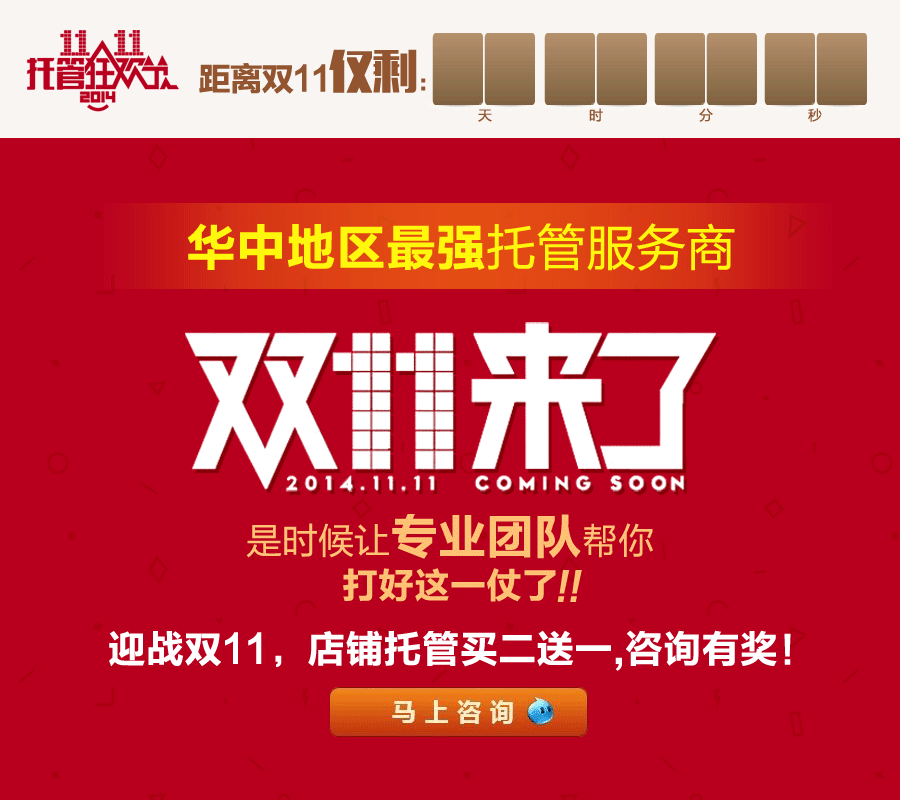 11 11
托管狂欢节
2014
距离双11仅剩:
天 时 分 秒
华中地区最强托管服务商
双11来了
2014.11.11 COMING SOON
是时候让专业团队帮你
打好这一仗了!!
迎战双11，店铺托管买二送一,咨询有奖!
马上咨询